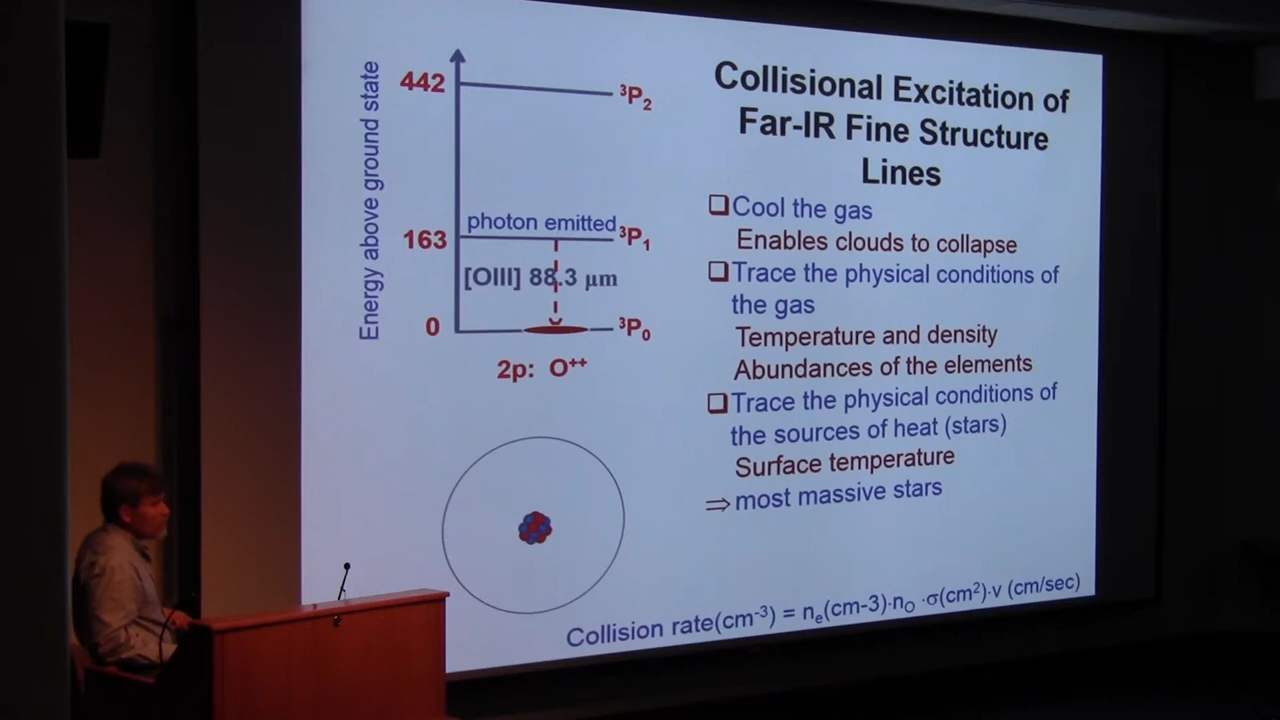 Collisional Excitation of
Far-IR Fine Structure
Lines
Energy above ground state
442
³P₂
photon emitted
163
³P₁
[OIII] 88.3 μm
0
³P₀
2p: O⁺⁺
❑Cool the gas
Enables clouds to collapse
❑Trace the physical conditions of
the gas
Temperature and density
Abundances of the elements
❑Trace the physical conditions of
the sources of heat (stars)
Surface temperature
⇒most massive stars
Collision rate(cm⁻³) = nₑ(cm-3)·n_O ·σ(cm²)·v (cm/sec)